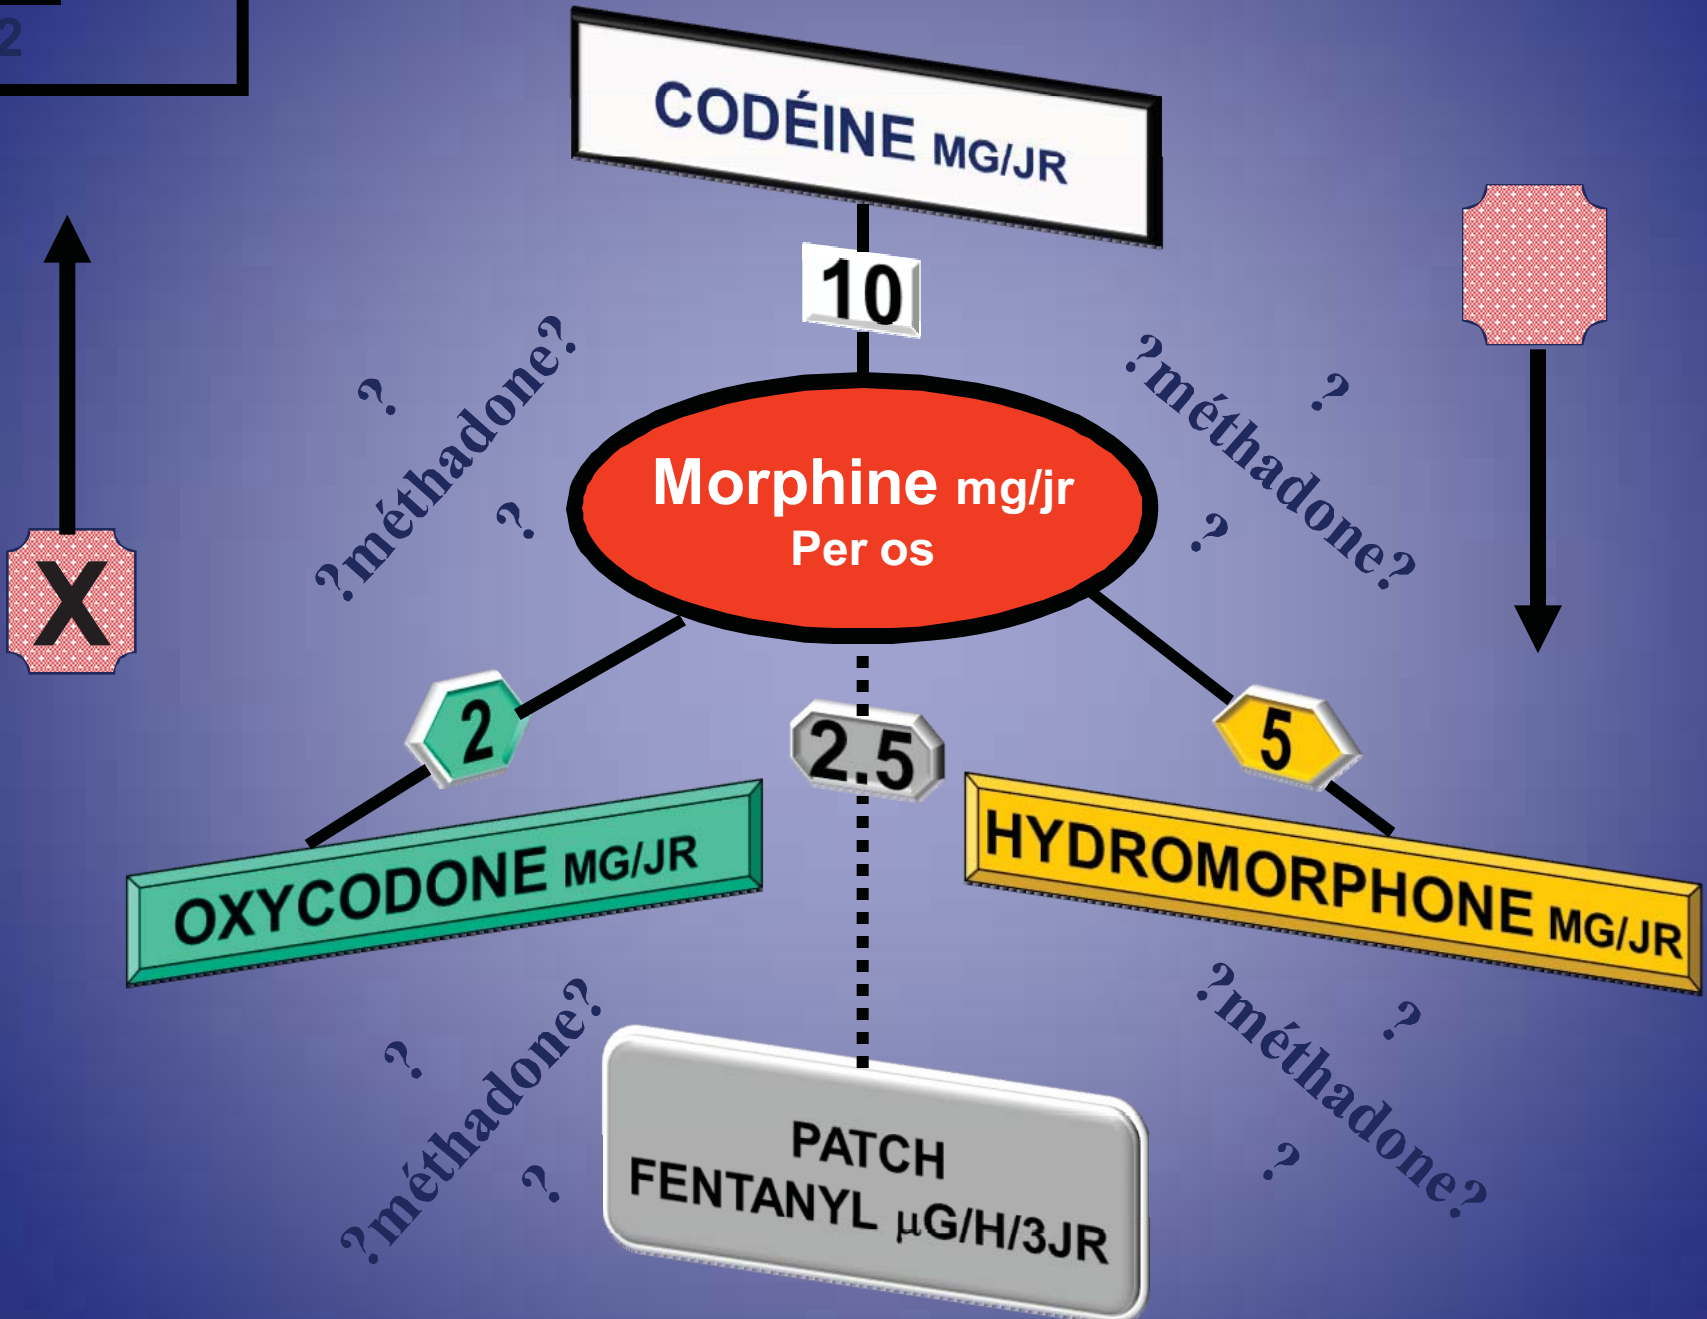 2
CODÉINE MG/JR
10
?
?méthadone?
?
?
?méthadone?
?
Morphine mg/jr
Per os
X
2
2.5
5
OXYCODONE MG/JR
HYDROMORPHONE MG/JR
?
?méthadone?
?
?
?méthadone?
?
PATCH
FENTANYL µG/H/3JR